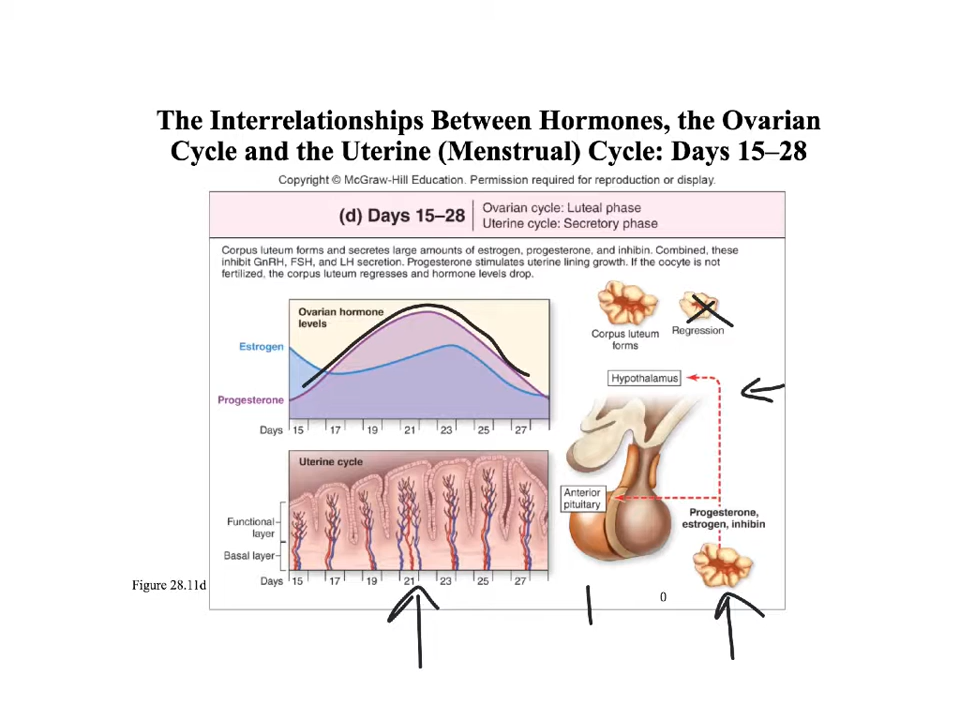 The Interrelationships Between Hormones, the Ovarian
Cycle and the Uterine (Menstrual) Cycle: Days 15–28
Copyright © McGraw-Hill Education. Permission required for reproduction or display.
(d) Days 15–28
Ovarian cycle: Luteal phase
Uterine cycle: Secretory phase
Corpus luteum forms and secretes large amounts of estrogen, progesterone, and inhibin. Combined, these
inhibit GnRH, FSH, and LH secretion. Progesterone stimulates uterine lining growth. If the oocyte is not
fertilized, the corpus luteum regresses and hormone levels drop.
Ovarian hormone
levels
Estrogen
Progesterone
Days 15 17 19 21 23 25 27
Corpus luteum
forms
Regression
Hypothalamus
Anterior
pituitary
Progesterone,
estrogen, inhibin
Uterine cycle
Functional
layer
Basal layer
Days 15 17 19 21 23 25 27
Figure 28.11d
0